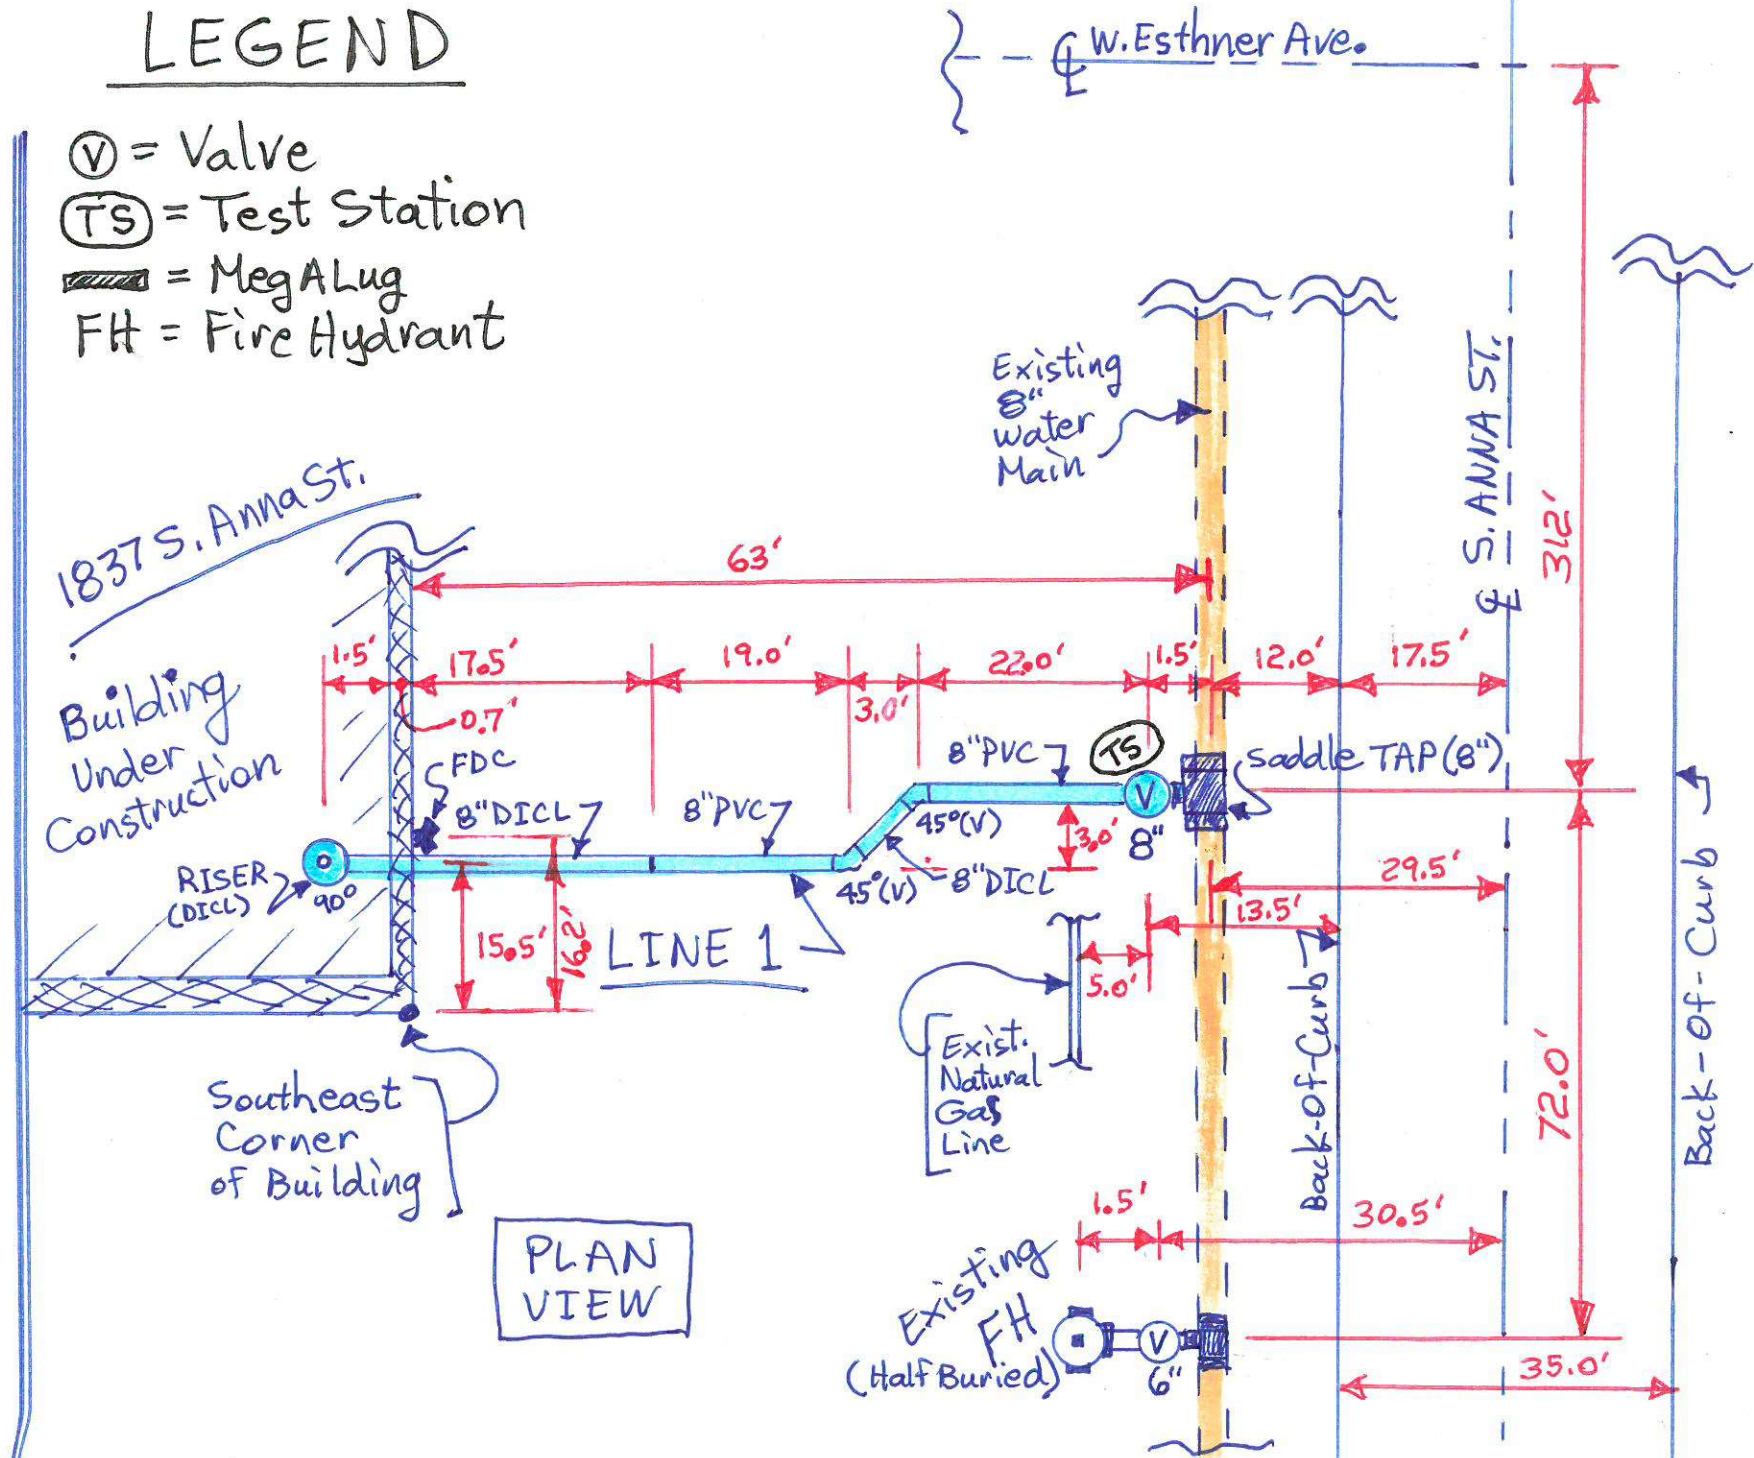 LEGEND
V = Valve
TS = Test Station
= MegALug
FH = Fire Hydrant
℄ W. Esthner Ave.
Existing
8"
Water
Main
℄ S. ANNA ST.
312'
1837 S. Anna St.
63'
1.5'
17.5'
19.0'
3.0'
22.0'
1.5'
12.0'
17.5'
0.7'
Building
Under
Construction
FDC
8"DICL
8"PVC
8"PVC
TS
V
8"
Saddle TAP (8")
45°(V)
3.0'
45°(V)
8"DICL
RISER
(DICL)
90°
15.5'
16.2'
LINE 1
29.5'
13.5'
5.0'
Back-Of-Curb
Back-Of-Curb
Exist.
Natural
Gas
Line
72.0'
Southeast
Corner
of Building
PLAN
VIEW
1.5'
30.5'
Existing
FH
(Half Buried)
V
6"
35.0'